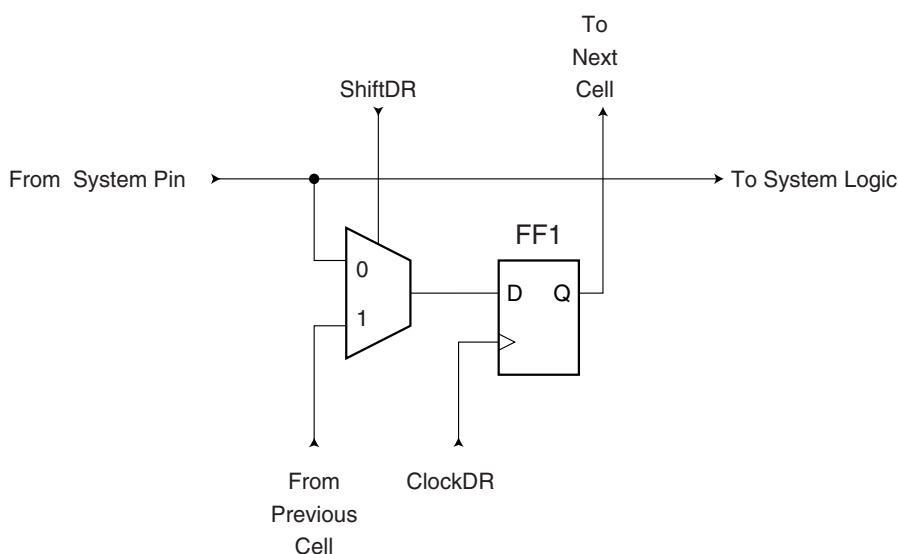 To
Next
Cell
ShiftDR
From System Pin
To System Logic
FF1
0
D Q
1
From
Previous
Cell
ClockDR